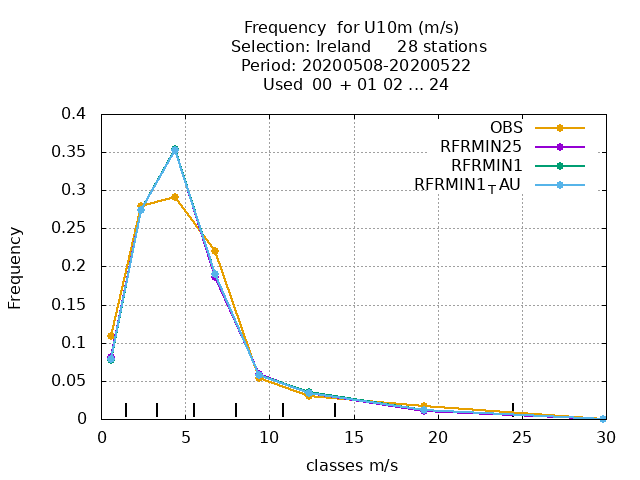 Frequency  for U10m (m/s)
Selection: Ireland     28 stations
Period: 20200508-20200522
Used  00 + 01 02 ... 24
OBS
RFRMIN25
RFRMIN1
RFRMIN1TAU
0.4
0.35
0.3
0.25
0.2
0.15
0.1
0.05
0
Frequency
0 5 10 15 20 25 30
classes m/s